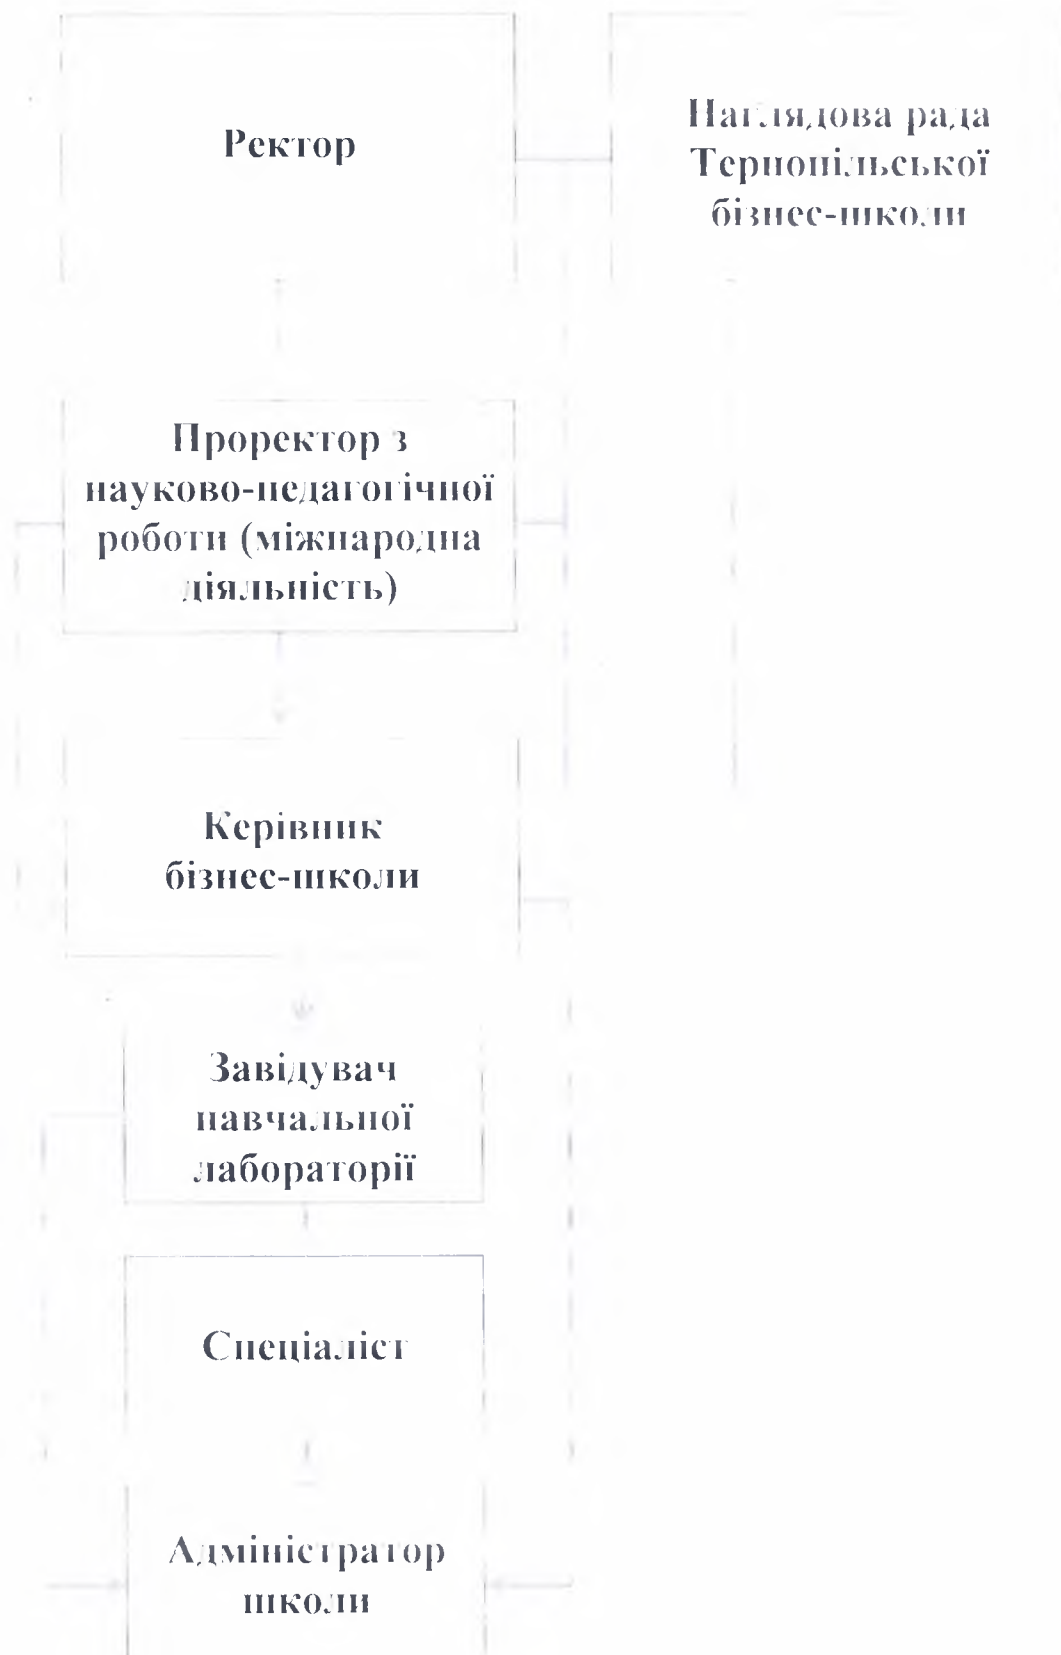 Ректор
Наглядова рада
Тернопільської
бізнес-школи
Проректор з
науково-педагогічної
роботи (міжнародна
діяльність)
Керівник
бізнес-школи
Завідувач
навчальної
лабораторії
Спеціаліст
Адміністратор
школи